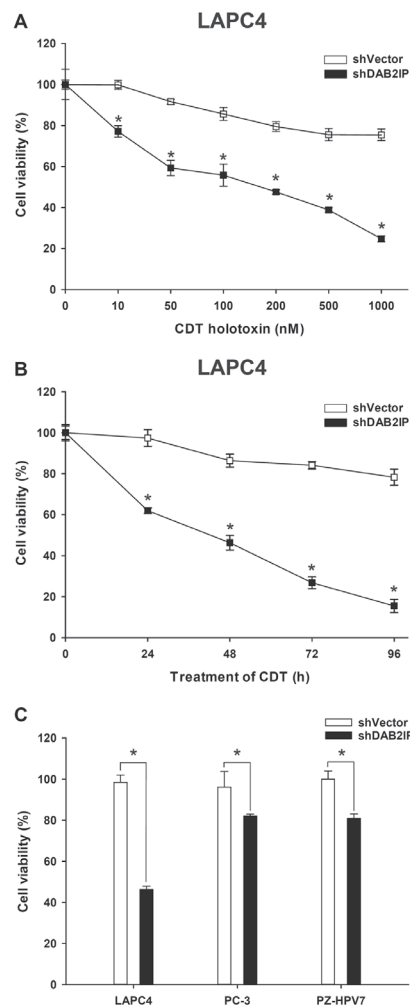 A
LAPC4
shVector
shDAB2IP
120
100
80
60
40
20
0
Cell viability (%)
*
*
*
*
*
*
0 10 50 100 200 500 1000
CDT holotoxin (nM)
B
LAPC4
shVector
shDAB2IP
120
100
80
60
40
20
0
Cell viability (%)
*
*
*
*
0 24 48 72 96
Treatment of CDT (h)
C
shVector
shDAB2IP
120
100
80
60
40
20
0
Cell viability (%)
* * *
LAPC4 PC-3 PZ-HPV7